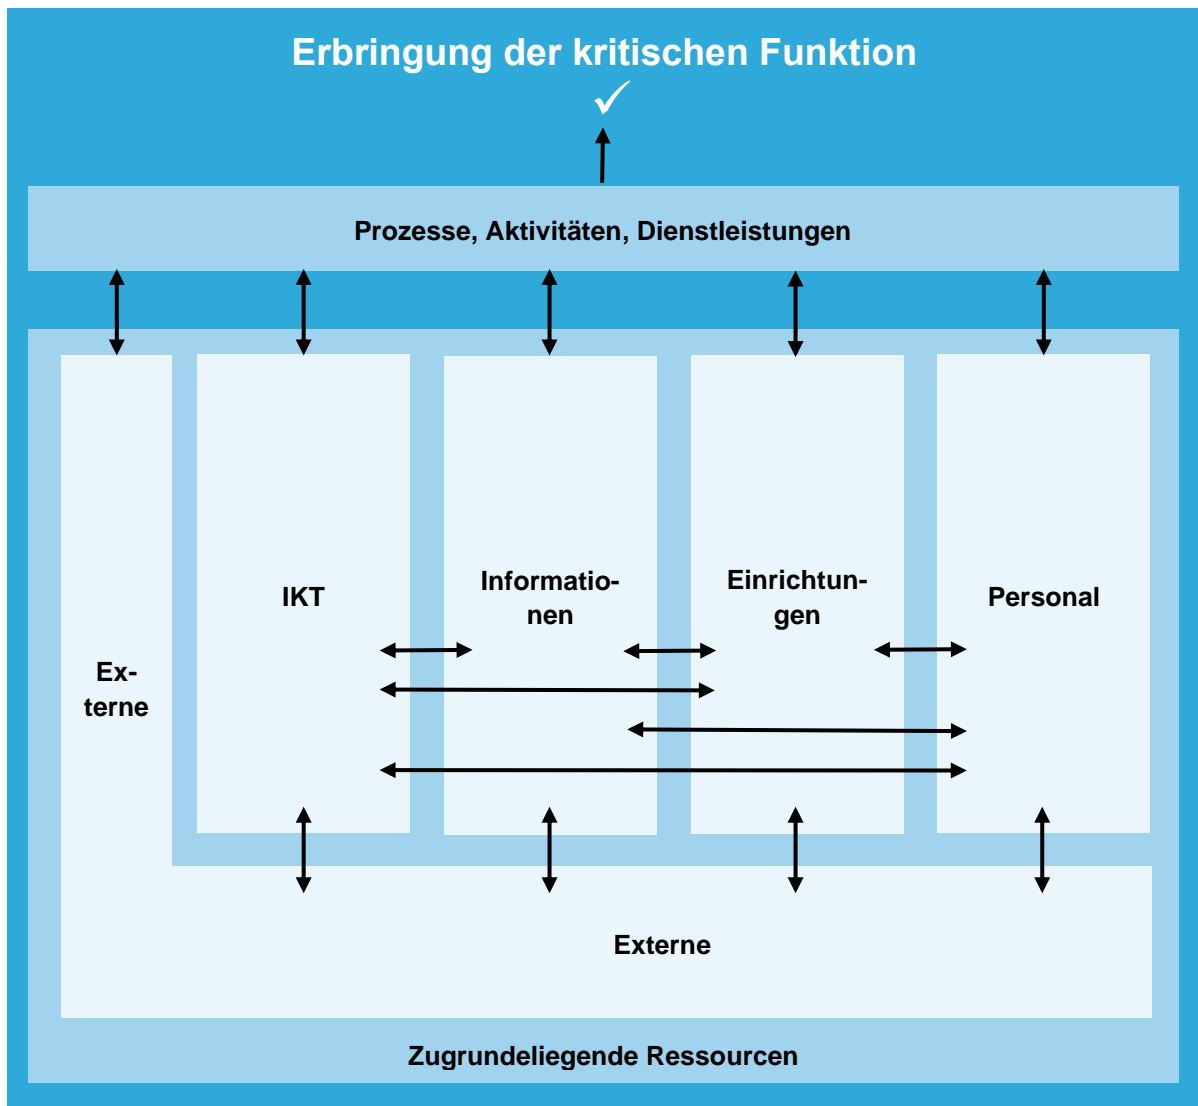 Erbringung der kritischen Funktion
Prozesse, Aktivitäten, Dienstleistungen
IKT
Informatio-
nen
Einrichtun-
gen
Personal
Ex-
terne
Externe
Zugrundeliegende Ressourcen